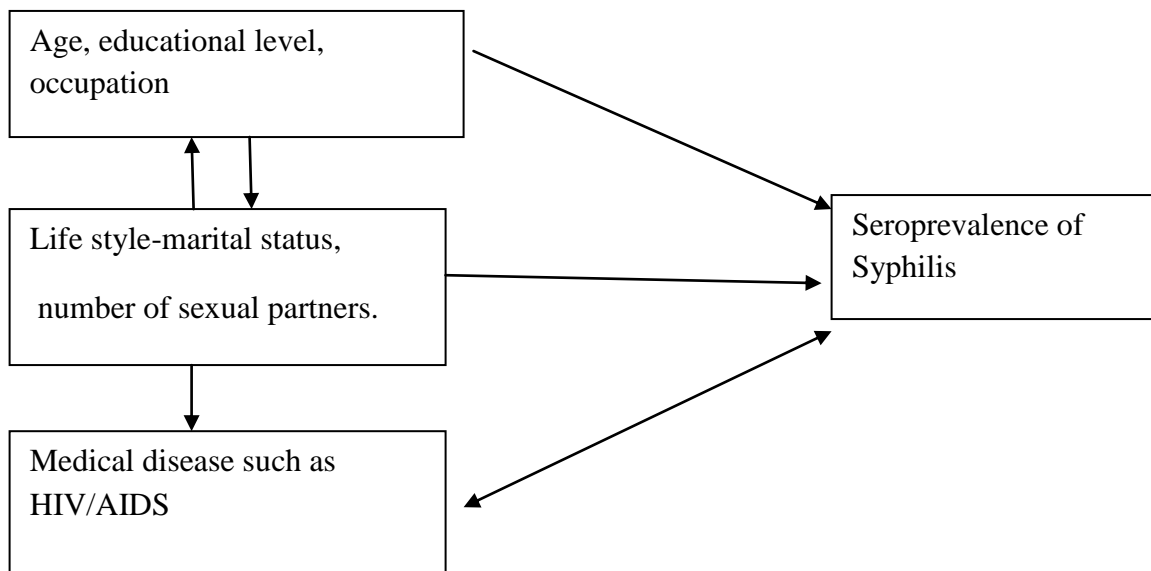 Age, educational level,
occupation
Life style-marital status,
number of sexual partners.
Seroprevalence of
Syphilis
Medical disease such as
HIV/AIDS